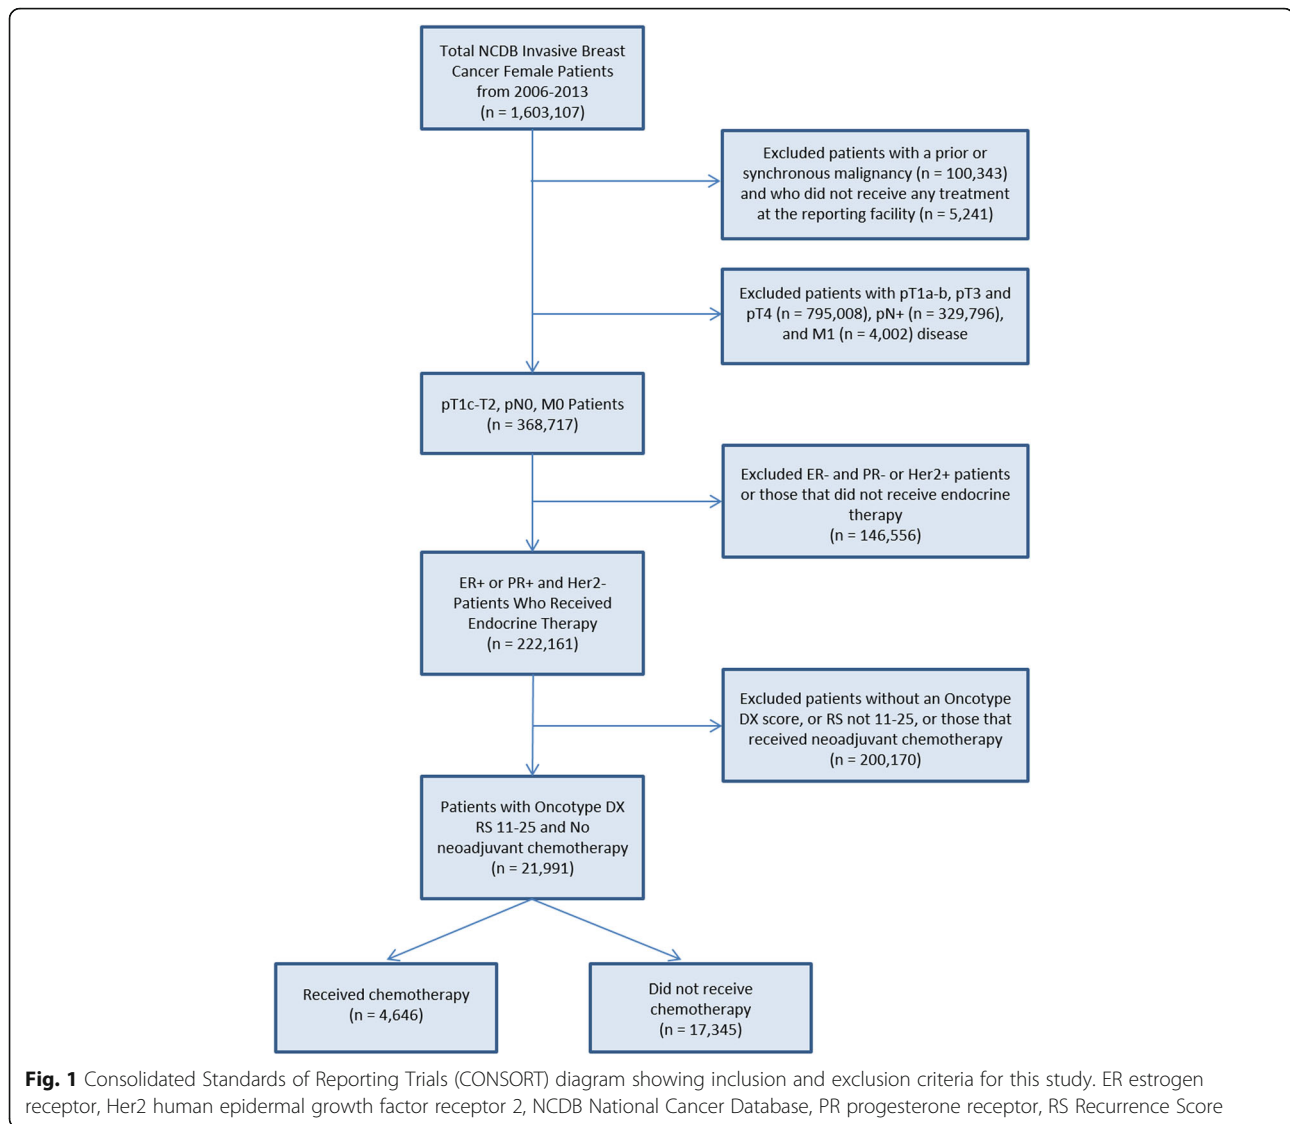 Total NCDB Invasive Breast
Cancer Female Patients
from 2006-2013
(n = 1,603,107)
Excluded patients with a prior or
synchronous malignancy (n = 100,343)
and who did not receive any treatment
at the reporting facility (n = 5,241)
Excluded patients with pT1a-b, pT3 and
pT4 (n = 795,008), pN+ (n = 329,796),
and M1 (n = 4,002) disease
pT1c-T2, pN0, M0 Patients
(n = 368,717)
Excluded ER- and PR- or Her2+ patients
or those that did not receive endocrine
therapy
(n = 146,556)
ER+ or PR+ and Her2-
Patients Who Received
Endocrine Therapy
(n = 222,161)
Excluded patients without an Oncotype
DX score, or RS not 11-25, or those that
received neoadjuvant chemotherapy
(n = 200,170)
Patients with Oncotype DX
RS 11-25 and No
neoadjuvant chemotherapy
(n = 21,991)
Received chemotherapy
(n = 4,646)
Did not receive
chemotherapy
(n = 17,345)
Fig. 1 Consolidated Standards of Reporting Trials (CONSORT) diagram showing inclusion and exclusion criteria for this study. ER estrogen
receptor, Her2 human epidermal growth factor receptor 2, NCDB National Cancer Database, PR progesterone receptor, RS Recurrence Score